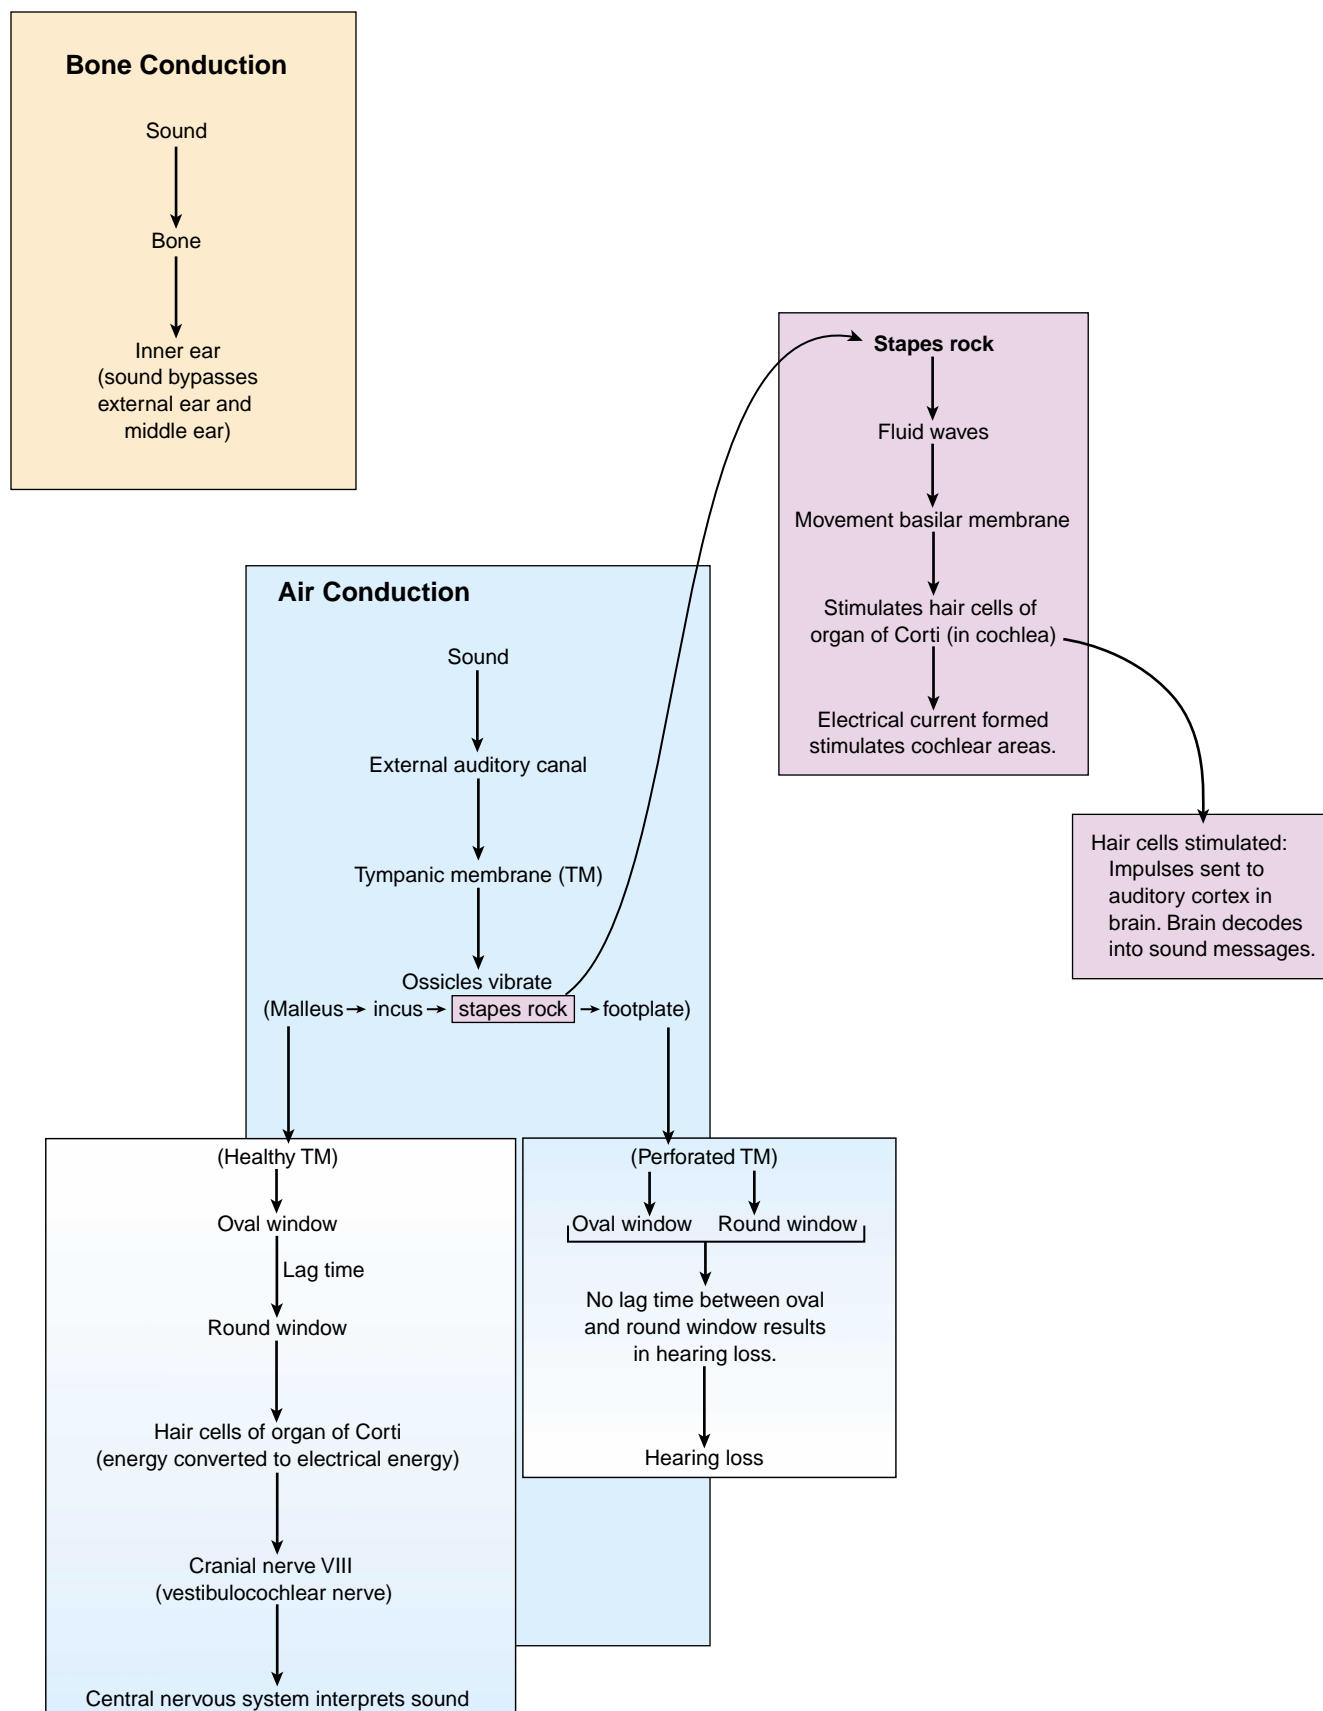 Bone Conduction
Sound
Bone
Inner ear
(sound bypasses
external ear and
middle ear)
Stapes rock
Fluid waves
Movement basilar membrane
Stimulates hair cells of
organ of Corti (in cochlea)
Electrical current formed
stimulates cochlear areas.
Hair cells stimulated:
Impulses sent to
auditory cortex in
brain. Brain decodes
into sound messages.
Air Conduction
Sound
External auditory canal
Tympanic membrane (TM)
Ossicles vibrate
(Malleus → incus → stapes rock → footplate)
(Healthy TM)
Oval window
Lag time
Round window
Hair cells of organ of Corti
(energy converted to electrical energy)
Cranial nerve VIII
(vestibulocochlear nerve)
Central nervous system interprets sound
(Perforated TM)
Oval window Round window
No lag time between oval
and round window results
in hearing loss.
Hearing loss